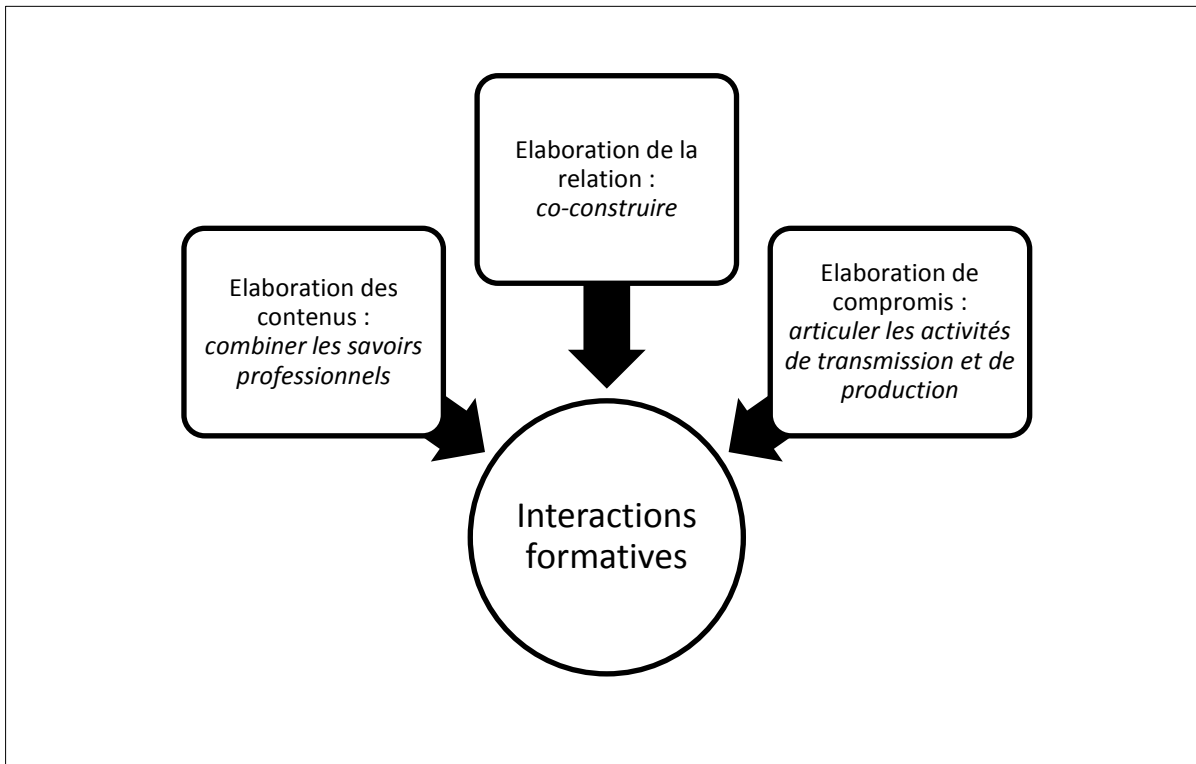 Elaboration de la
relation :
co-construire
Elaboration des
contenus :
combiner les savoirs
professionnels
Elaboration de
compromis :
articuler les activités
de transmission et de
production
Interactions
formatives